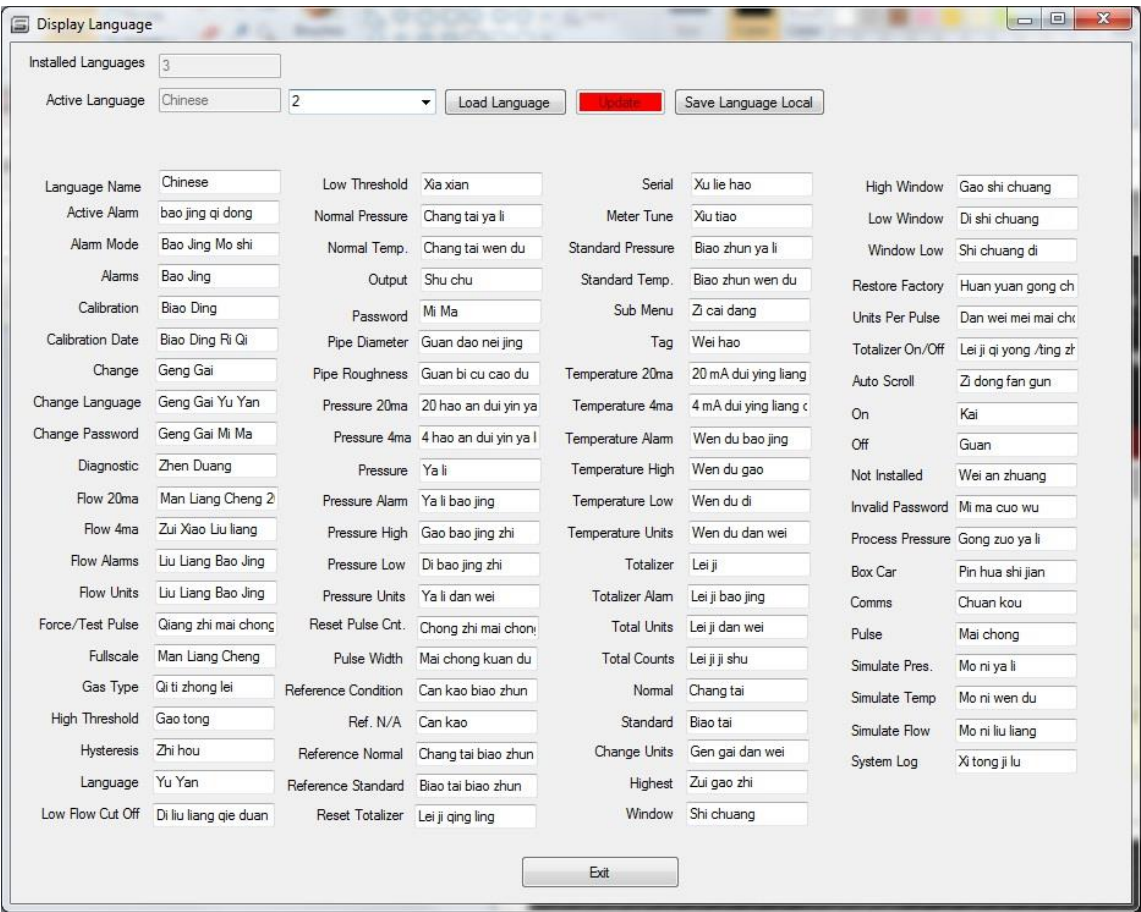 Display Language
Installed Languages 3
Active Language Chinese 2 Load Language Update Save Language Local
Language Name Chinese
Active Alarm bao jing qi dong
Alarm Mode Bao Jing Mo shi
Alarms Bao Jing
Calibration Biao Ding
Calibration Date Biao Ding Ri Qi
Change Geng Gai
Change Language Geng Gai Yu Yan
Change Password Geng Gai Mi Ma
Diagnostic Zhen Duang
Flow 20ma Man Liang Cheng 20
Flow 4ma Zui Xiao Liu liang
Flow Alarms Liu Liang Bao Jing
Flow Units Liu Liang Bao Jing
Force/Test Pulse Qiang zhi mai chong
Fullscale Man Liang Cheng
Gas Type Qi ti zhong lei
High Threshold Gao tong
Hysteresis Zhi hou
Language Yu Yan
Low Flow Cut Off Di liu liang qie duan
Low Threshold Xia xian
Normal Pressure Chang tai ya li
Normal Temp. Chang tai wen du
Output Shu chu
Password Mi Ma
Pipe Diameter Guan dao nei jing
Pipe Roughness Guan bi cu cao du
Pressure 20ma 20 hao an dui yin ya
Pressure 4ma 4 hao an dui yin ya l
Pressure Ya li
Pressure Alarm Ya li bao jing
Pressure High Gao bao jing zhi
Pressure Low Di bao jing zhi
Pressure Units Ya li dan wei
Reset Pulse Cnt. Chong zhi mai chong
Pulse Width Mai chong kuan du
Reference Condition Can kao biao zhun
Ref. N/A Can kao
Reference Normal Chang tai biao zhun
Reference Standard Biao tai biao zhun
Reset Totalizer Lei ji qing ling
Serial Xu lie hao
Meter Tune Xiu tiao
Standard Pressure Biao zhun ya li
Standard Temp. Biao zhun wen du
Sub Menu Zi cai dang
Tag Wei hao
Temperature 20ma 20 mA dui ying liang
Temperature 4ma 4 mA dui ying liang c
Temperature Alarm Wen du bao jing
Temperature High Wen du gao
Temperature Low Wen du di
Temperature Units Wen du dan wei
Totalizer Lei ji
Totalizer Alam Lei ji bao jing
Total Units Lei ji dan wei
Total Counts Lei ji ji shu
Normal Chang tai
Standard Biao tai
Change Units Gen gai dan wei
Highest Zui gao zhi
Window Shi chuang
High Window Gao shi chuang
Low Window Di shi chuang
Window Low Shi chuang di
Restore Factory Huan yuan gong ch
Units Per Pulse Dan wei mei mai cho
Totalizer On/Off Lei ji qi yong /ting zh
Auto Scroll Zi dong fan gun
On Kai
Off Guan
Not Installed Wei an zhuang
Invalid Password Mi ma cuo wu
Process Pressure Gong zuo ya li
Box Car Pin hua shi jian
Comms Chuan kou
Pulse Mai chong
Simulate Pres. Mo ni ya li
Simulate Temp Mo ni wen du
Simulate Flow Mo ni liu liang
System Log Xi tong ji lu
Exit